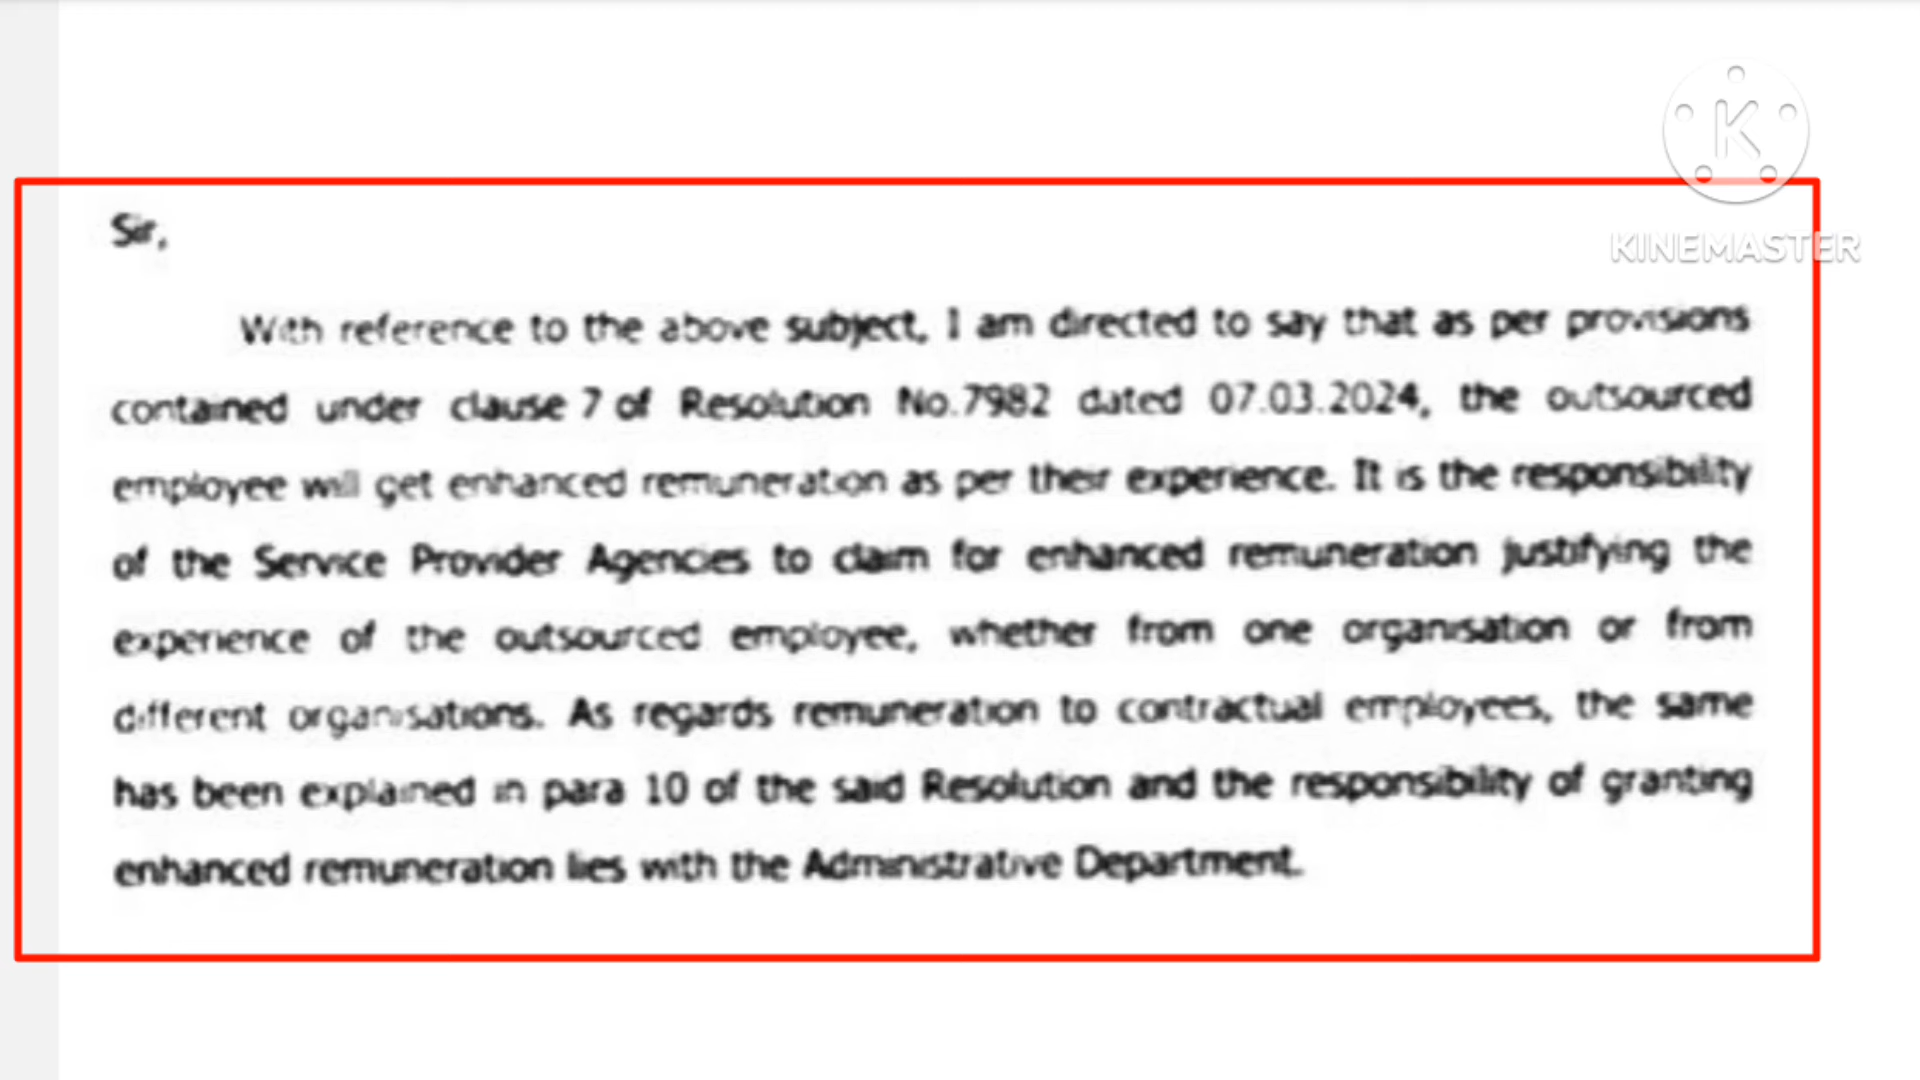 KINEMASTER
Sir,
With reference to the above subject, I am directed to say that as per provisions
contained under clause 7 of Resolution No.7982 dated 07.03.2024, the outsourced
employee will get enhanced remuneration as per their experience. It is the responsibility
of the Service Provider Agencies to claim for enhanced remuneration justifying the
experience of the outsourced employee, whether from one organisation or from
different organisations. As regards remuneration to contractual employees, the same
has been explained in para 10 of the said Resolution and the responsibility of granting
enhanced remuneration lies with the Administrative Department.